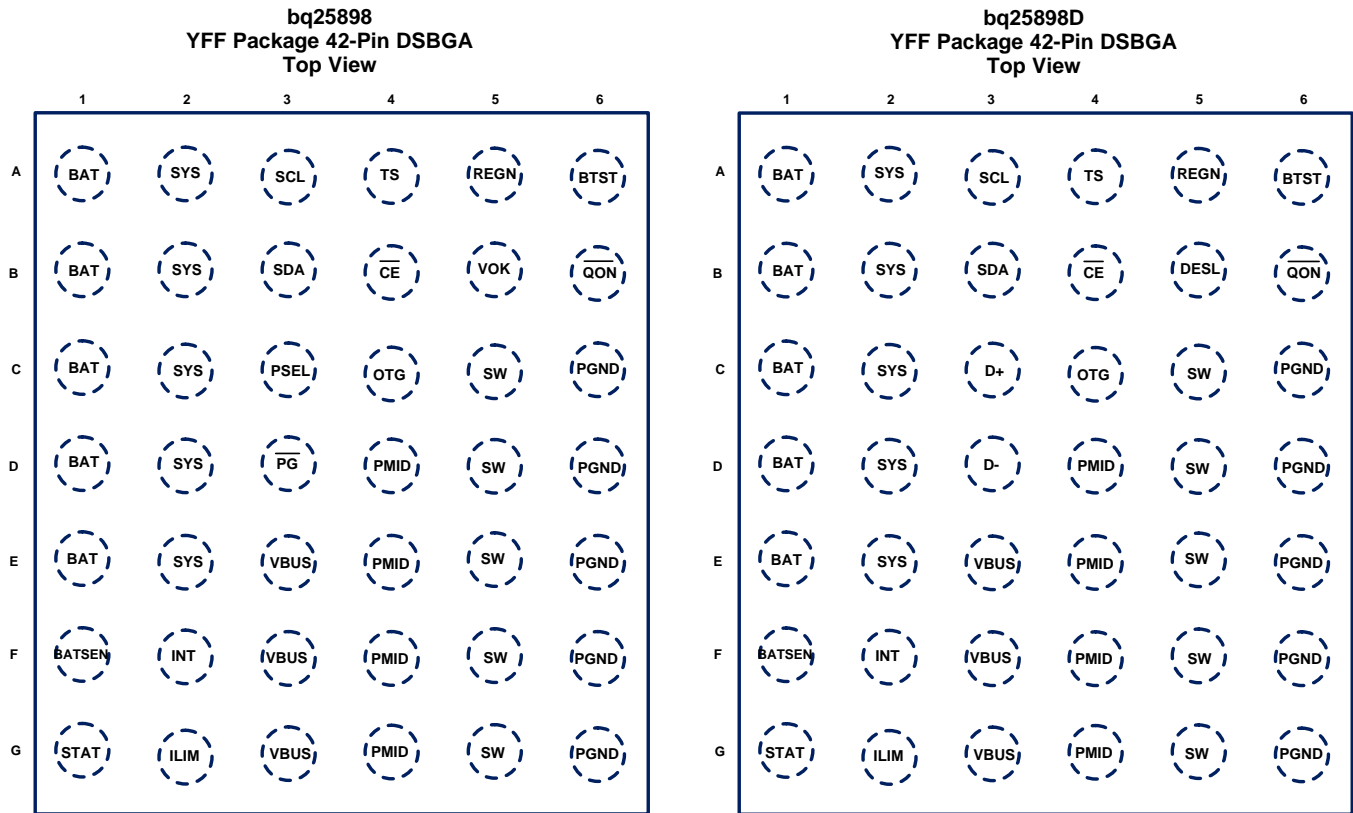 bq25898
YFF Package 42-Pin DSBGA
Top View
1 2 3 4 5 6
A BAT SYS SCL TS REGN BTST
B BAT SYS SDA C̅E̅ VOK Q̅O̅N̅
C BAT SYS PSEL OTG SW PGND
D BAT SYS P̅G̅ PMID SW PGND
E BAT SYS VBUS PMID SW PGND
F BATSEN INT VBUS PMID SW PGND
G STAT ILIM VBUS PMID SW PGND
bq25898D
YFF Package 42-Pin DSBGA
Top View
1 2 3 4 5 6
A BAT SYS SCL TS REGN BTST
B BAT SYS SDA C̅E̅ DESL Q̅O̅N̅
C BAT SYS D+ OTG SW PGND
D BAT SYS D- PMID SW PGND
E BAT SYS VBUS PMID SW PGND
F BATSEN INT VBUS PMID SW PGND
G STAT ILIM VBUS PMID SW PGND